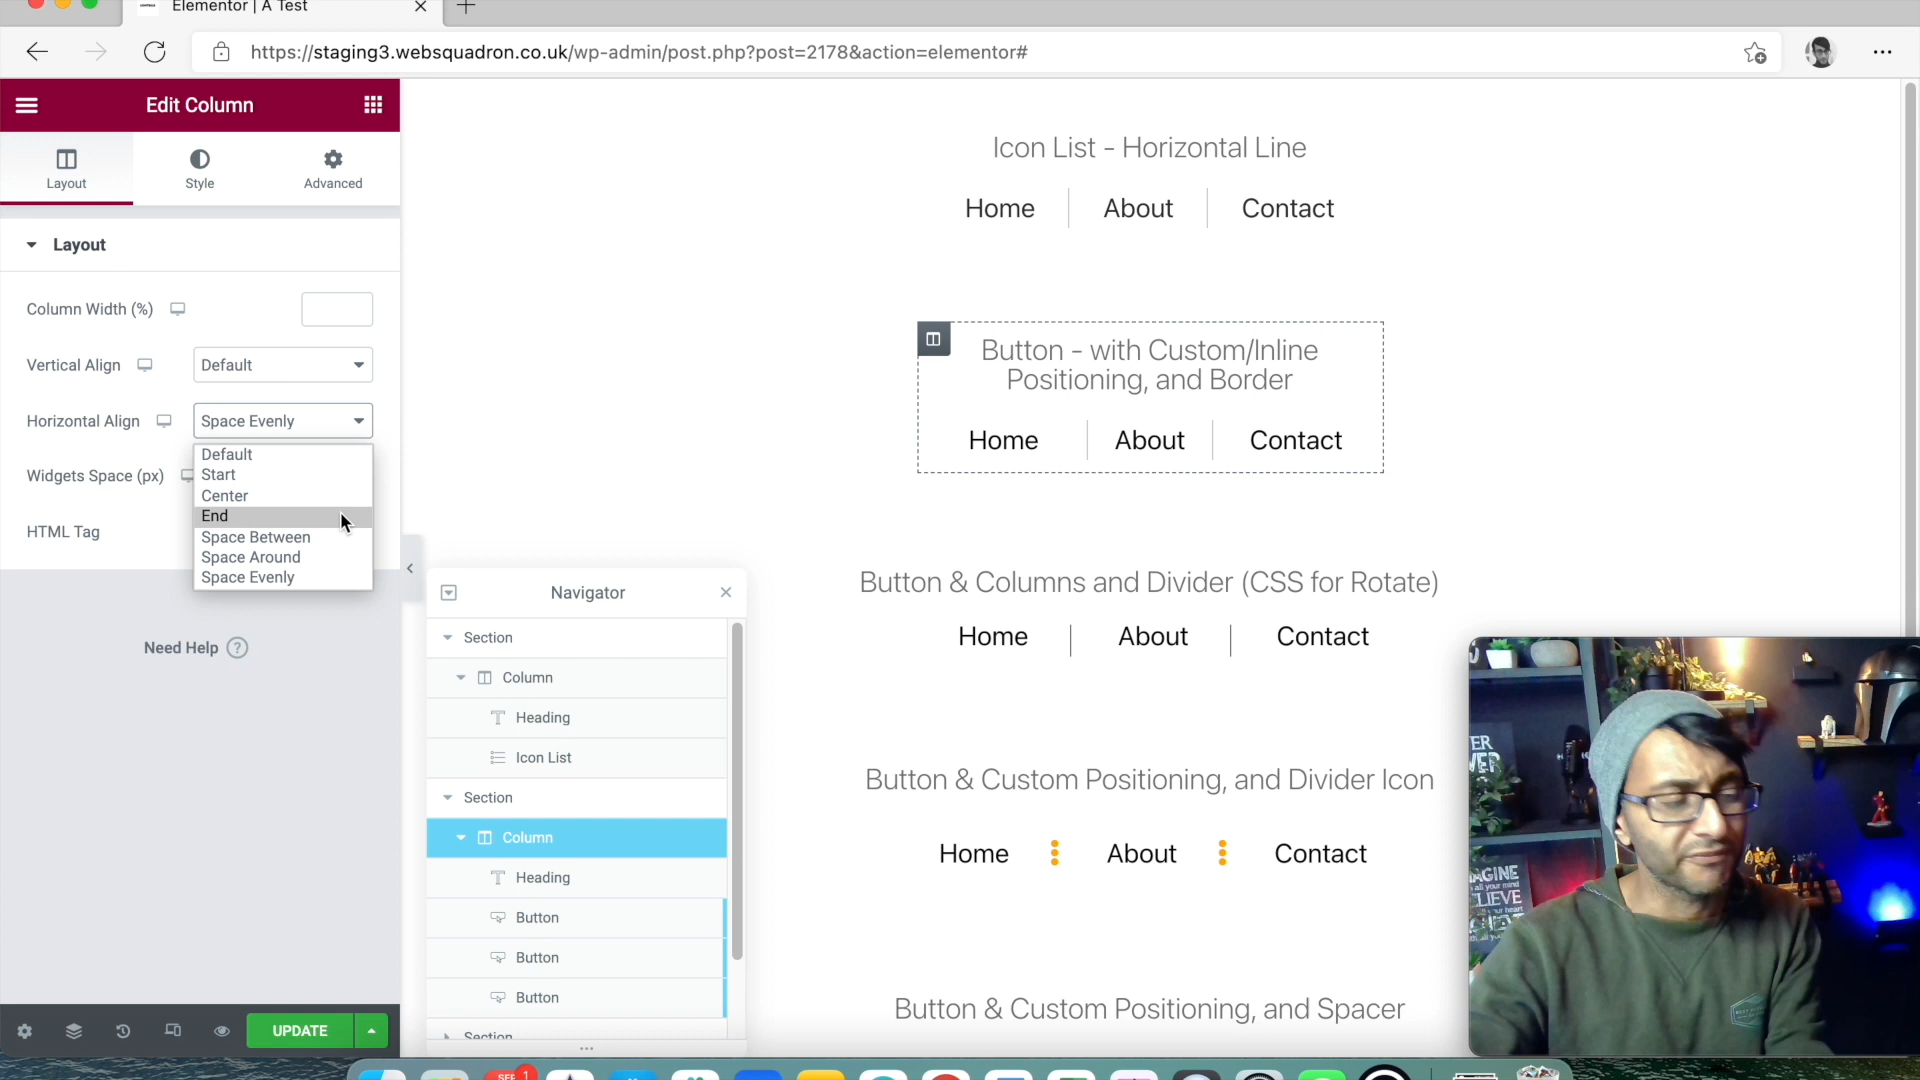 Elementor | A Test
https://staging3.websquadron.co.uk/wp-admin/post.php?post=2178&action=elementor#
Edit Column
Layout
Style
Advanced
Layout
Column Width (%)
Vertical Align
Default
Horizontal Align
Space Evenly
Default
Start
Center
End
Space Between
Space Around
Space Evenly
Widgets Space (px)
HTML Tag
Need Help ?
UPDATE
Navigator
Section
Column
Heading
Icon List
Section
Column
Heading
Button
Button
Button
Section
Icon List - Horizontal Line
Home
About
Contact
Button - with Custom/Inline
Positioning, and Border
Home
About
Contact
Button & Columns and Divider (CSS for Rotate)
Home
About
Contact
Button & Custom Positioning, and Divider Icon
Home
About
Contact
Button & Custom Positioning, and Spacer
SEP
1